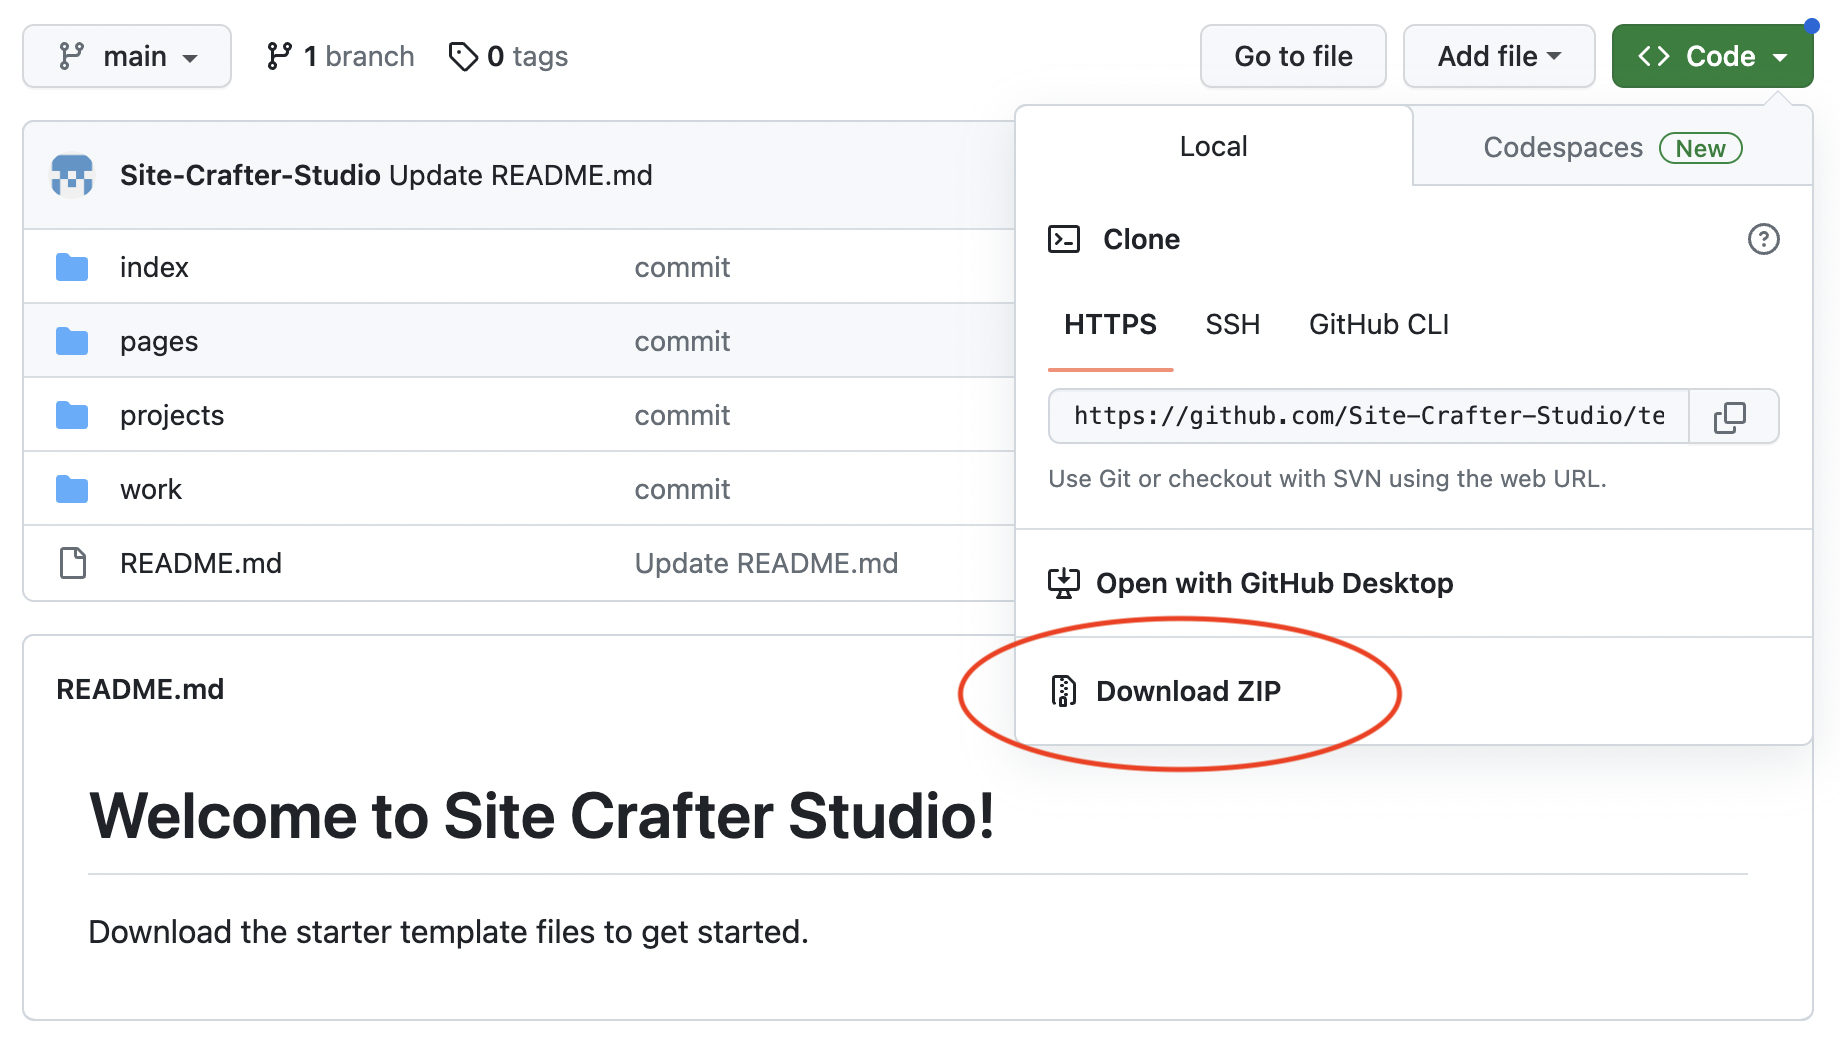 main
1 branch
0 tags
Go to file
Add file
<> Code
Site-Crafter-Studio Update README.md
index commit
pages commit
projects commit
work commit
README.md Update README.md
Local
Codespaces New
Clone
HTTPS SSH GitHub CLI
https://github.com/Site-Crafter-Studio/te
Use Git or checkout with SVN using the web URL.
Open with GitHub Desktop
Download ZIP
README.md
Welcome to Site Crafter Studio!
Download the starter template files to get started.